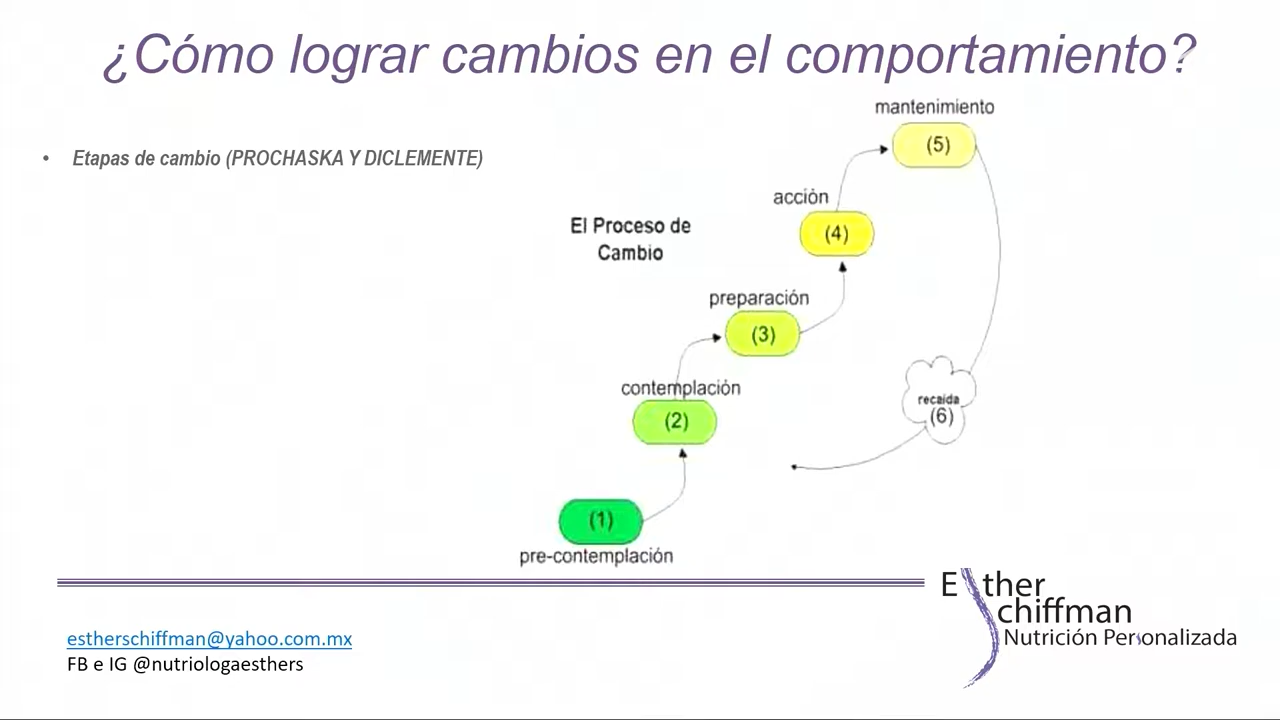 ¿Cómo lograr cambios en el comportamiento?
• Etapas de cambio (PROCHASKA Y DICLEMENTE)
El Proceso de
Cambio
mantenimiento
(5)
acción
(4)
preparación
(3)
contemplación
(2)
(1)
pre-contemplación
recaída
(6)
estherschiffman@yahoo.com.mx
FB e IG @nutriologaesthers
Esther
Schiffman
Nutrición Personalizada